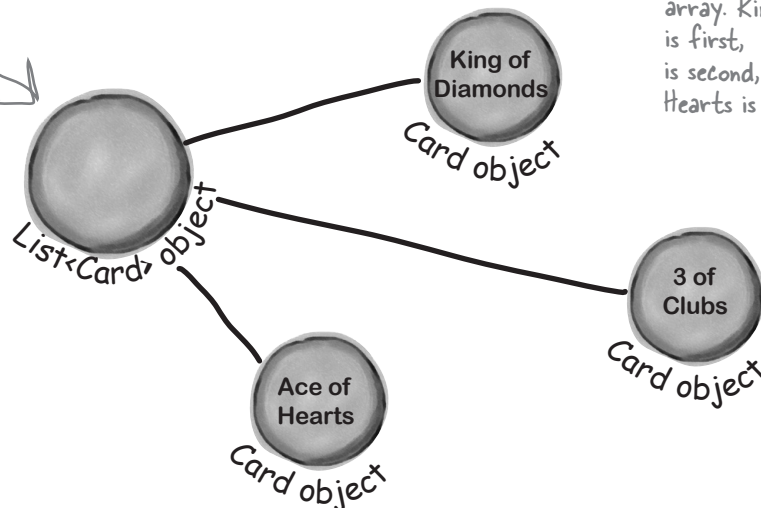 array.
is first,
is second,
Hearts is
King of
Diamonds
Card object
List<Card> object
3 of
Clubs
Card object
Ace of
Hearts
Card object